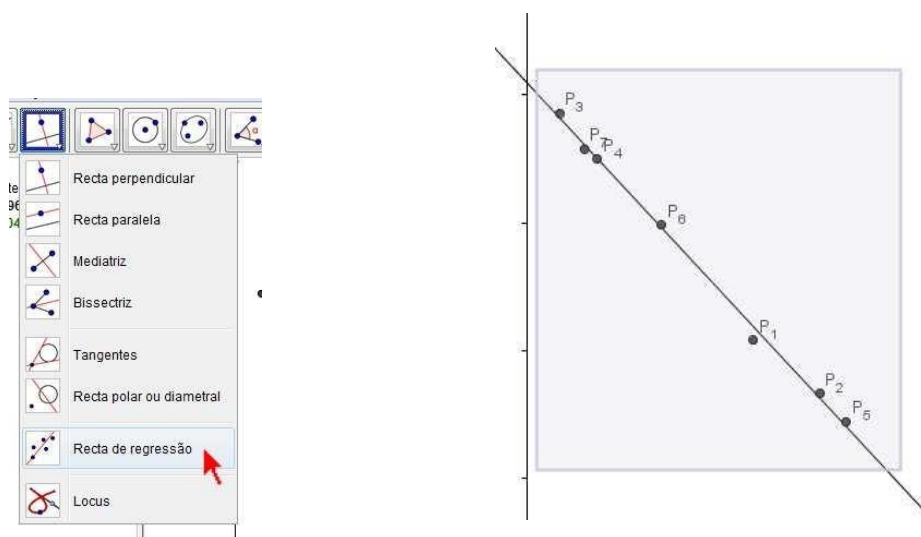 Recta perpendicular
Recta paralela
Mediatriz
Bissectriz
Tangentes
Recta polar ou diametral
Recta de regressão
Locus
P3
P7
P4
P6
P1
P2
P5